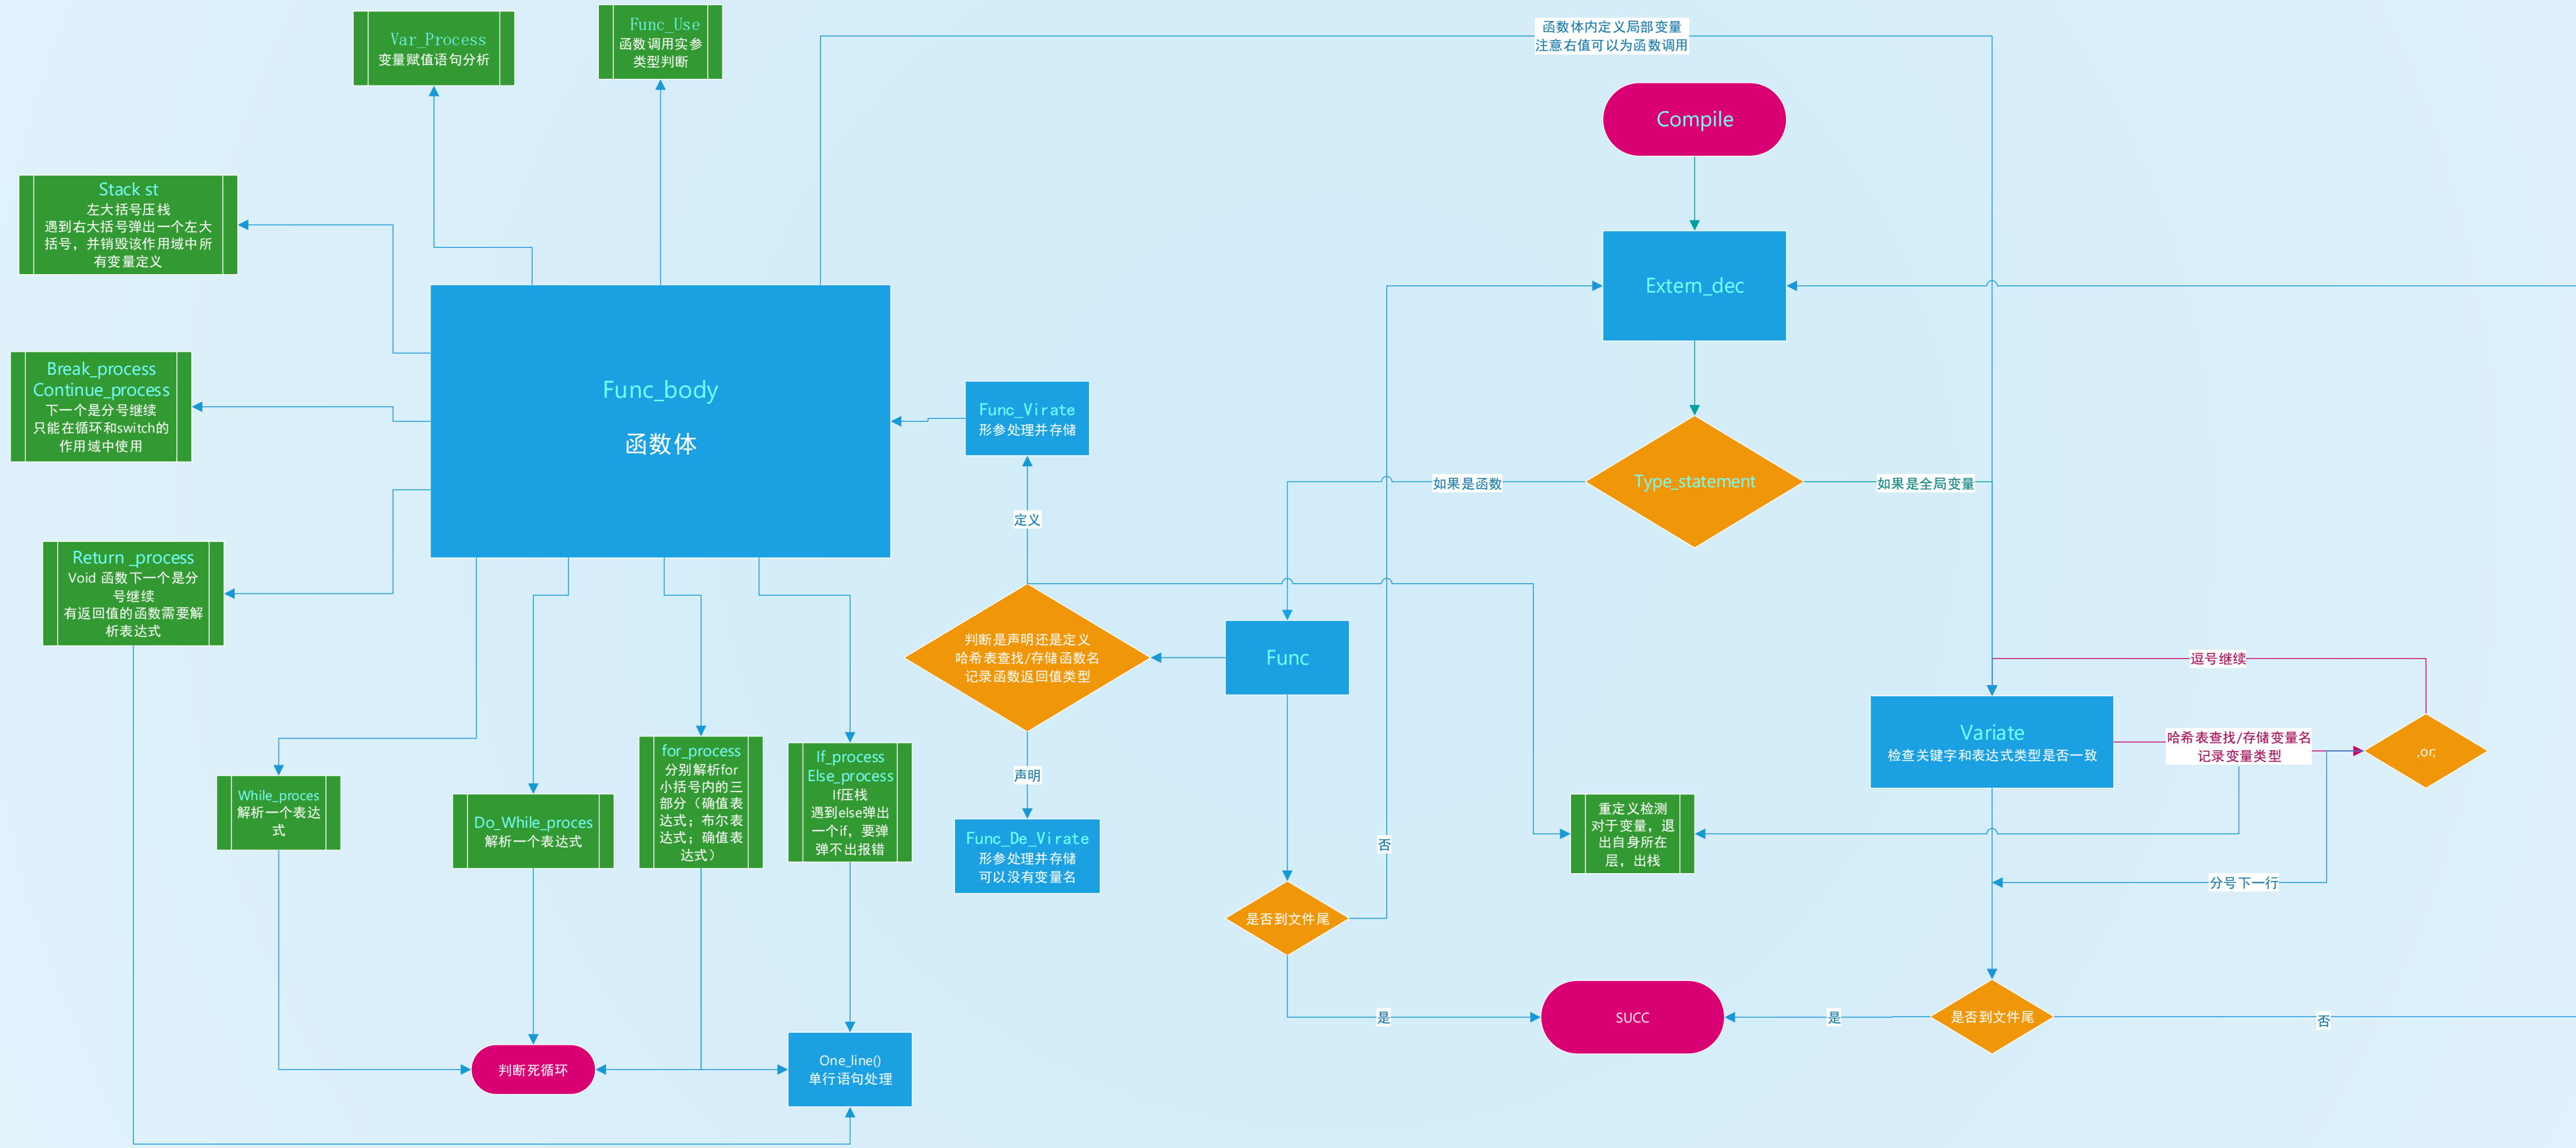 Var_Process
变量赋值语句分析
Func_Use
函数调用实参
类型判断
函数体内定义局部变量
注意右值可以为函数调用
Compile
Stack st
左大括号压栈
遇到右大括号弹出一个左大
括号，并销毁该作用域中所
有变量定义
Extern_dec
Break_process
Continue_process
下一个是分号继续
只能在循环和switch的
作用域中使用
Func_body
函数体
Func_Virate
形参处理并存储
Type_statement
如果是函数
如果是全局变量
定义
Return _process
Void 函数下一个是分
号继续
有返回值的函数需要解
析表达式
判断是声明还是定义
哈希表查找/存储函数名
记录函数返回值类型
Func
逗号继续
Variate
检查关键字和表达式类型是否一致
哈希表查找/存储变量名
记录变量类型
,or;
While_proces
解析一个表达
式
Do_While_proces
解析一个表达式
for_process
分别解析for
小括号内的三
部分（确值表
达式；布尔表
达式；确值表
达式）
If_process
Else_process
If压栈
遇到else弹出
一个if，要弹
弹不出报错
声明
Func_De_Virate
形参处理并存储
可以没有变量名
重定义检测
对于变量，退
出自身所在
层，出栈
否
分号下一行
是否到文件尾
是
SUCC
是
是否到文件尾
否
判断死循环
One_line()
单行语句处理